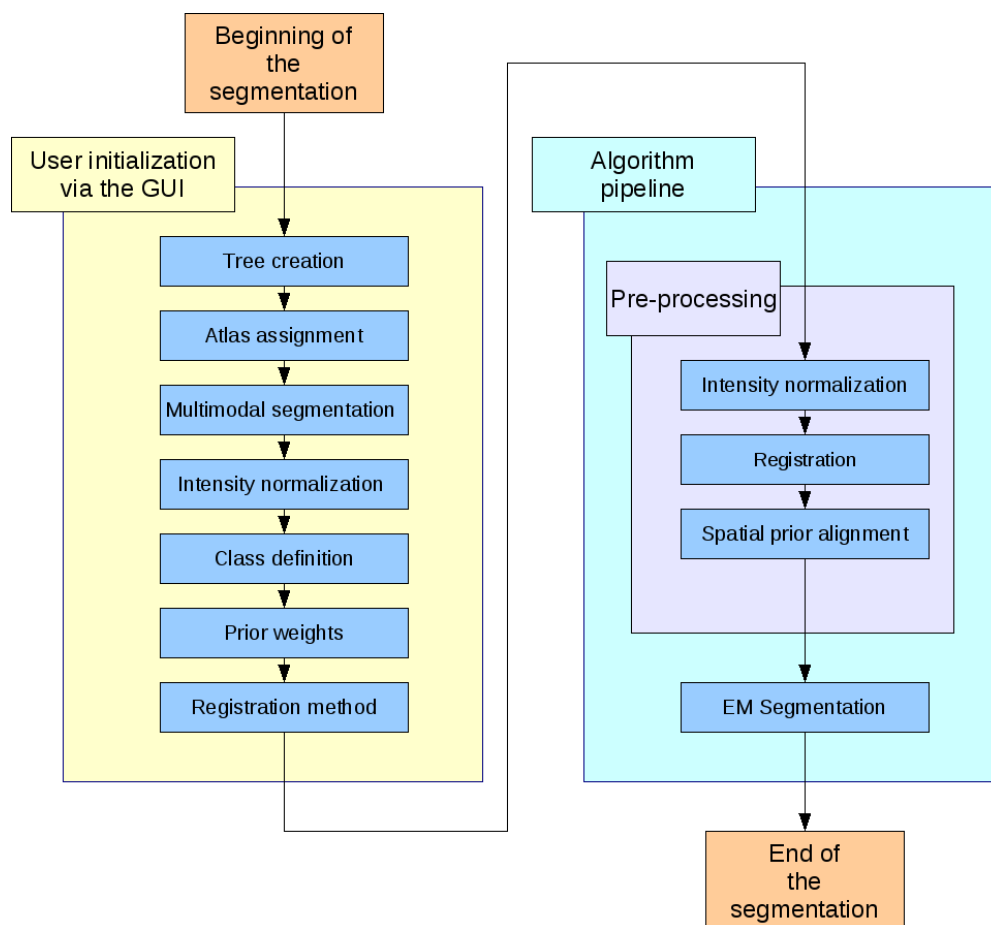 Beginning of
the
segmentation
User initialization
via the GUI
Tree creation
Atlas assignment
Multimodal segmentation
Intensity normalization
Class definition
Prior weights
Registration method
Algorithm
pipeline
Pre-processing
Intensity normalization
Registration
Spatial prior alignment
EM Segmentation
End of
the
segmentation